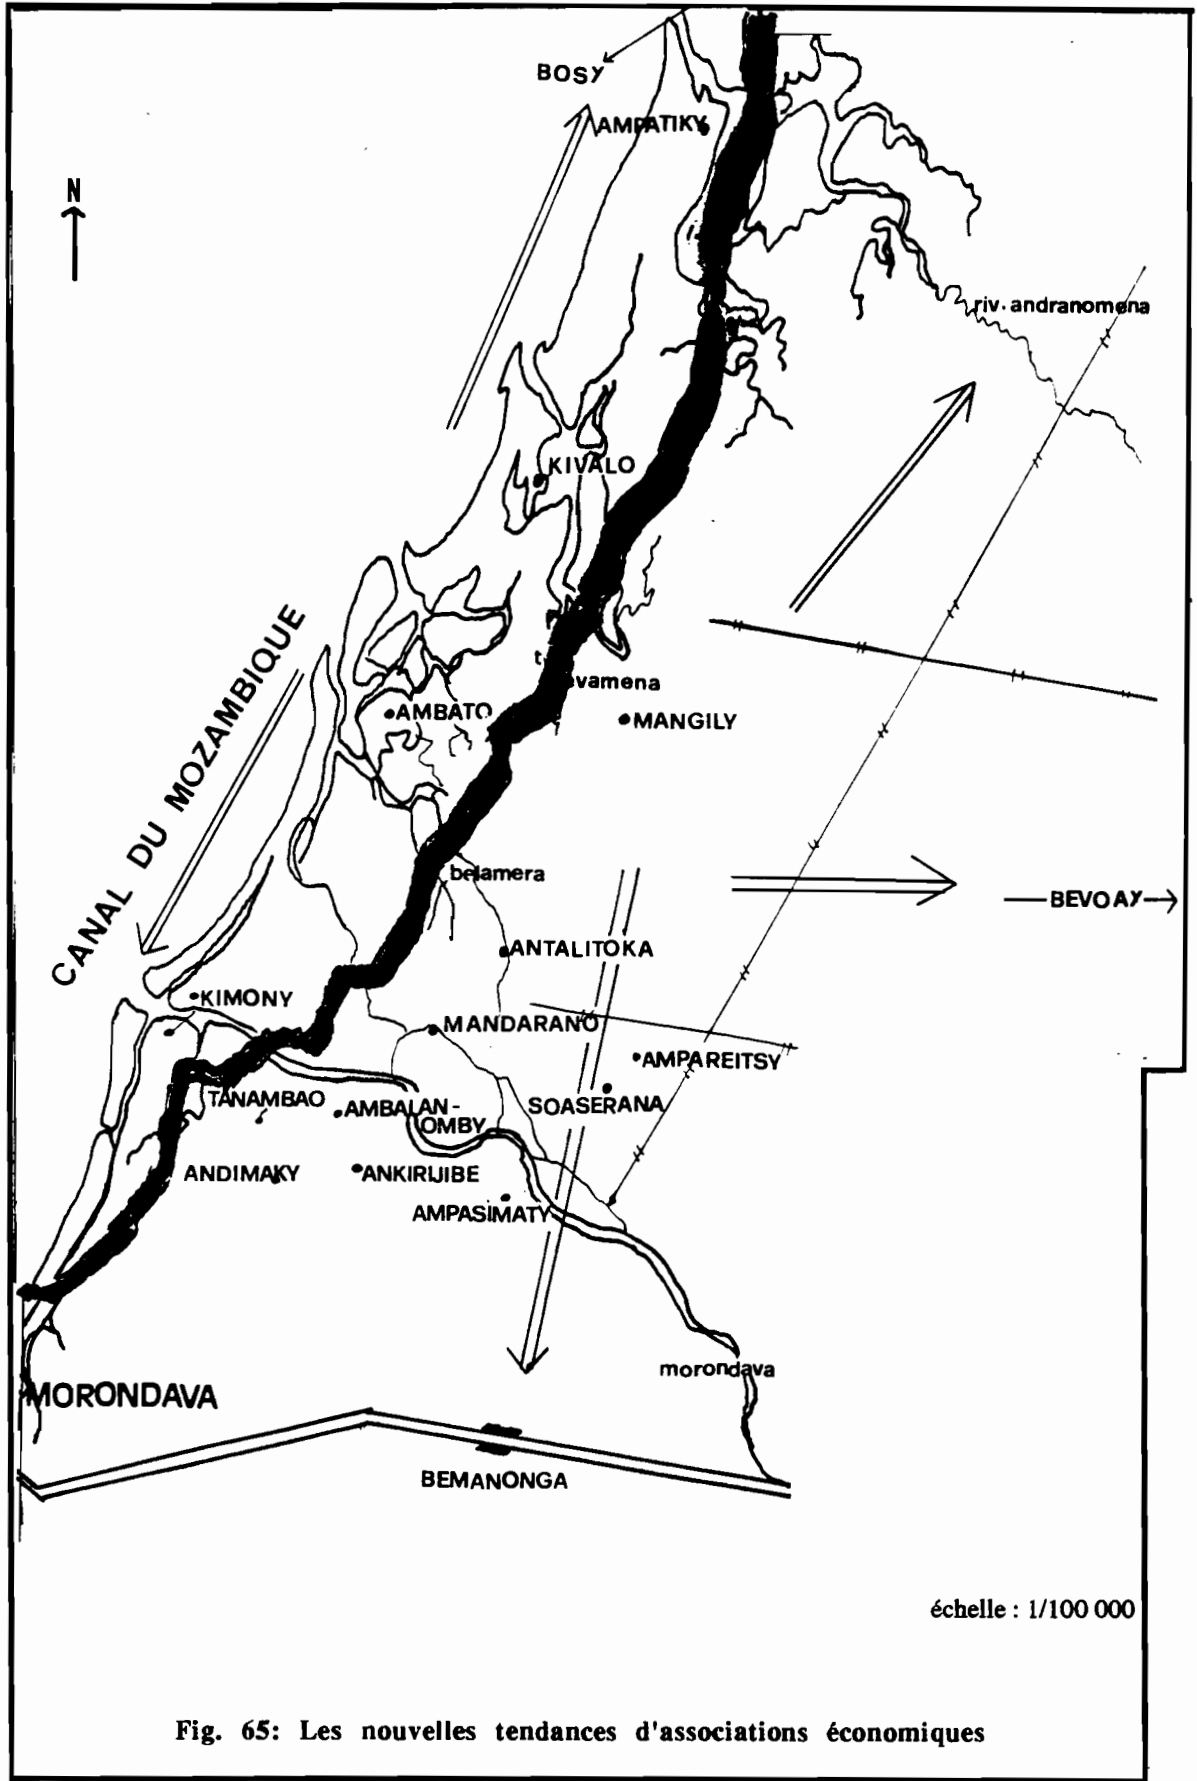 BOSY
AMPATIKY
N
riv. andranomena
KIVALO
CANAL DU MOZAMBIQUE
evamena
AMBATO
MANGILY
belamera
BEVOAY
ANTALITOKA
KIMONY
MANDARANO
AMPAREITSY
TANAMBAO
AMBALAN-
OMBY
SOASERANA
ANDIMAKY
ANKIRIJIBE
AMPASIMATY
morondava
MORONDAVA
BEMANONGA
échelle : 1/100 000
Fig. 65: Les nouvelles tendances d'associations économiques